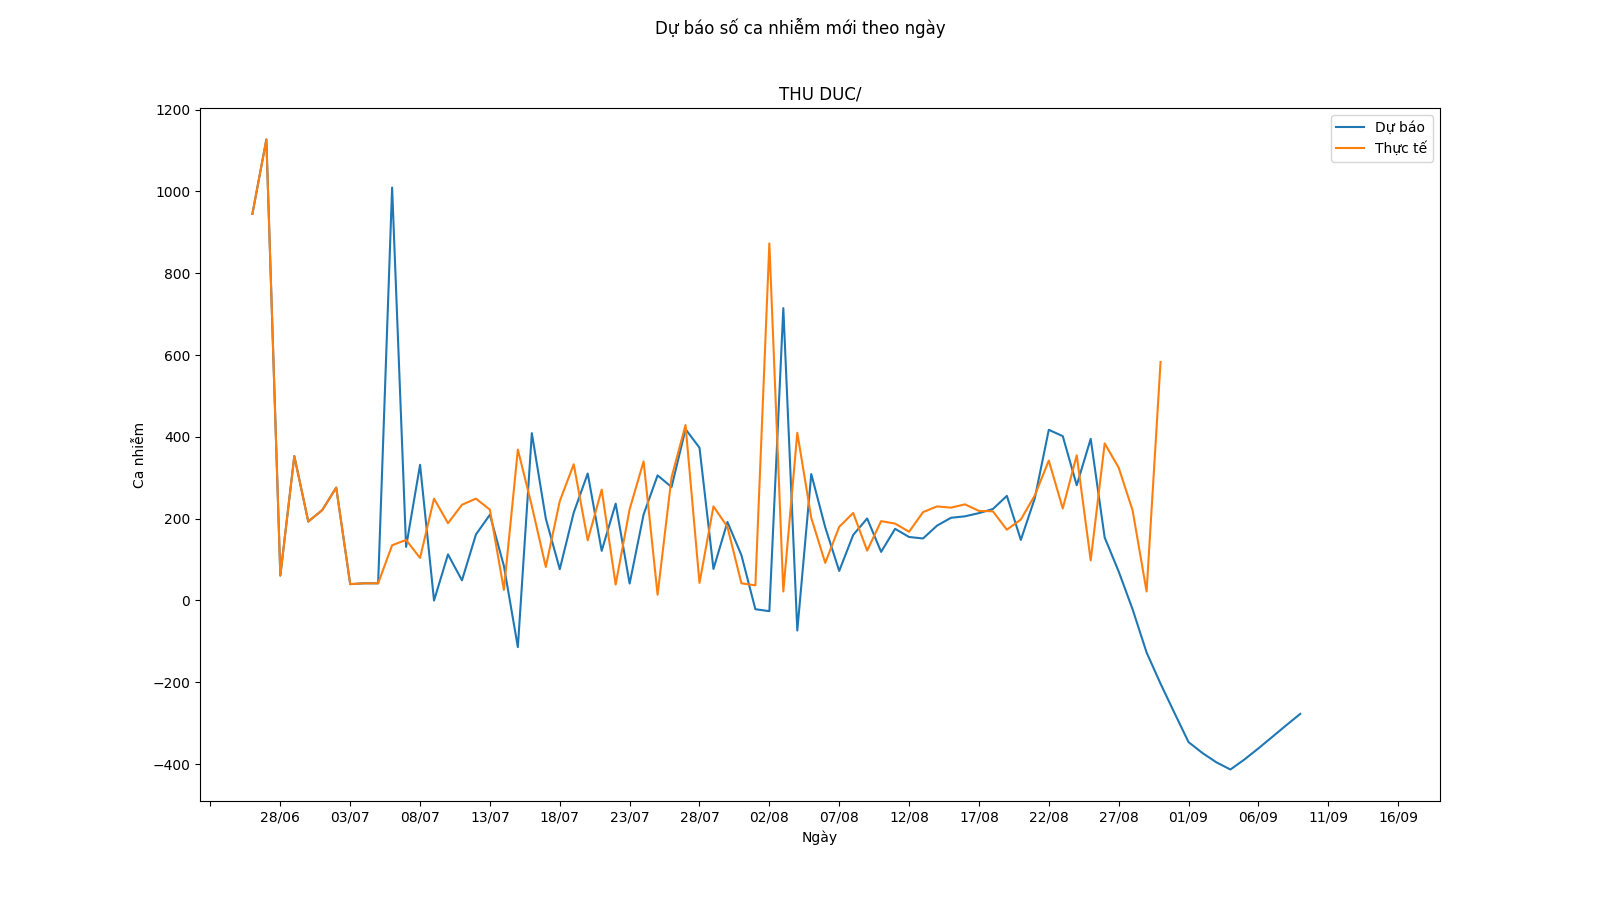 Dự báo số ca nhiễm mới theo ngày
THU DUC/
Dự báo
Thực tế
1200
1000
800
600
400
200
0
−200
−400
Ca nhiễm
28/06 03/07 08/07 13/07 18/07 23/07 28/07 02/08 07/08 12/08 17/08 22/08 27/08 01/09 06/09 11/09 16/09
Ngày